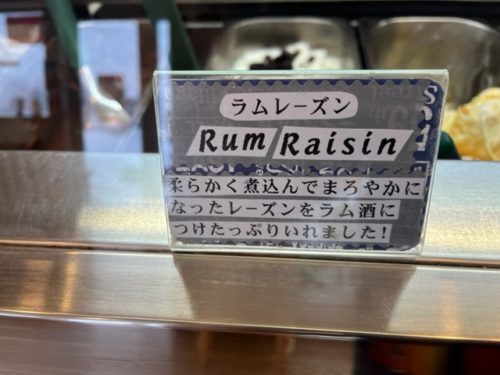 ラムレーズン
Rum Raisin
柔らかく煮込んでまろやかに
なったレーズンをラム酒に
つけたっぷりいれました!